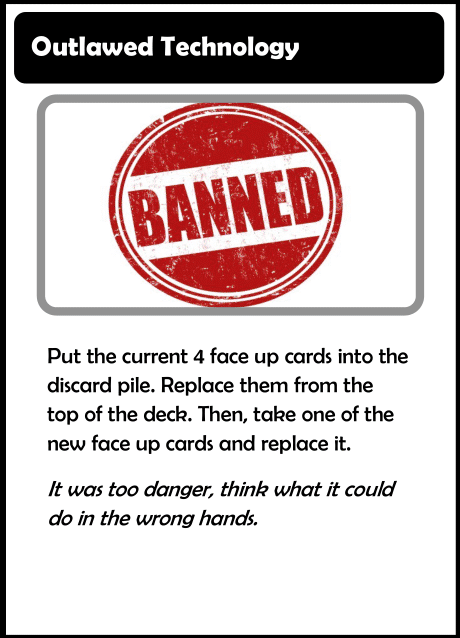 Outlawed Technology
BANNED
Put the current 4 face up cards into the
discard pile. Replace them from the
top of the deck. Then, take one of the
new face up cards and replace it.
It was too danger, think what it could
do in the wrong hands.